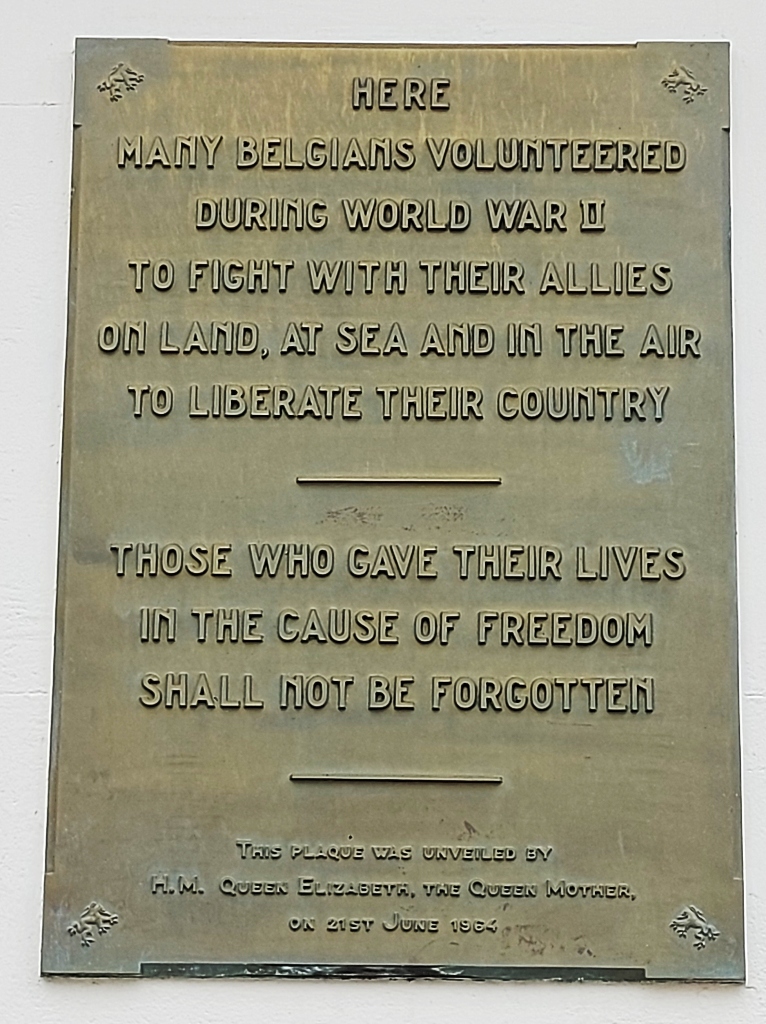 HERE
MANY BELGIANS VOLUNTEERED
DURING WORLD WAR II
TO FIGHT WITH THEIR ALLIES
ON LAND, AT SEA AND IN THE AIR
TO LIBERATE THEIR COUNTRY
THOSE WHO GAVE THEIR LIVES
IN THE CAUSE OF FREEDOM
SHALL NOT BE FORGOTTEN
THIS PLAQUE WAS UNVEILED BY
H.M. QUEEN ELIZABETH, THE QUEEN MOTHER,
ON 21ST JUNE 1964